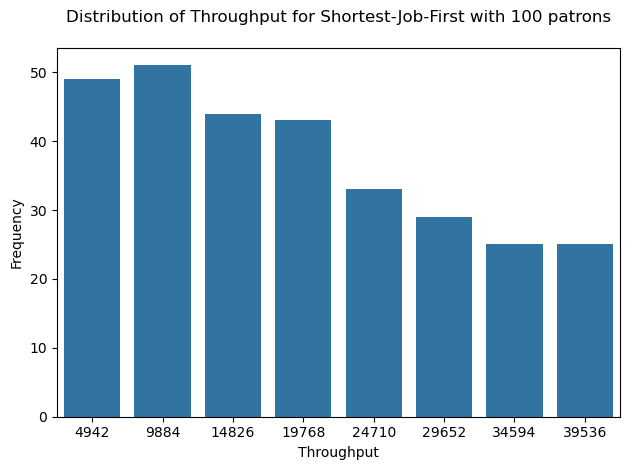 Distribution of Throughput for Shortest-Job-First with 100 patrons
50
40
30
20
10
0
Frequency
4942 9884 14826 19768 24710 29652 34594 39536
Throughput